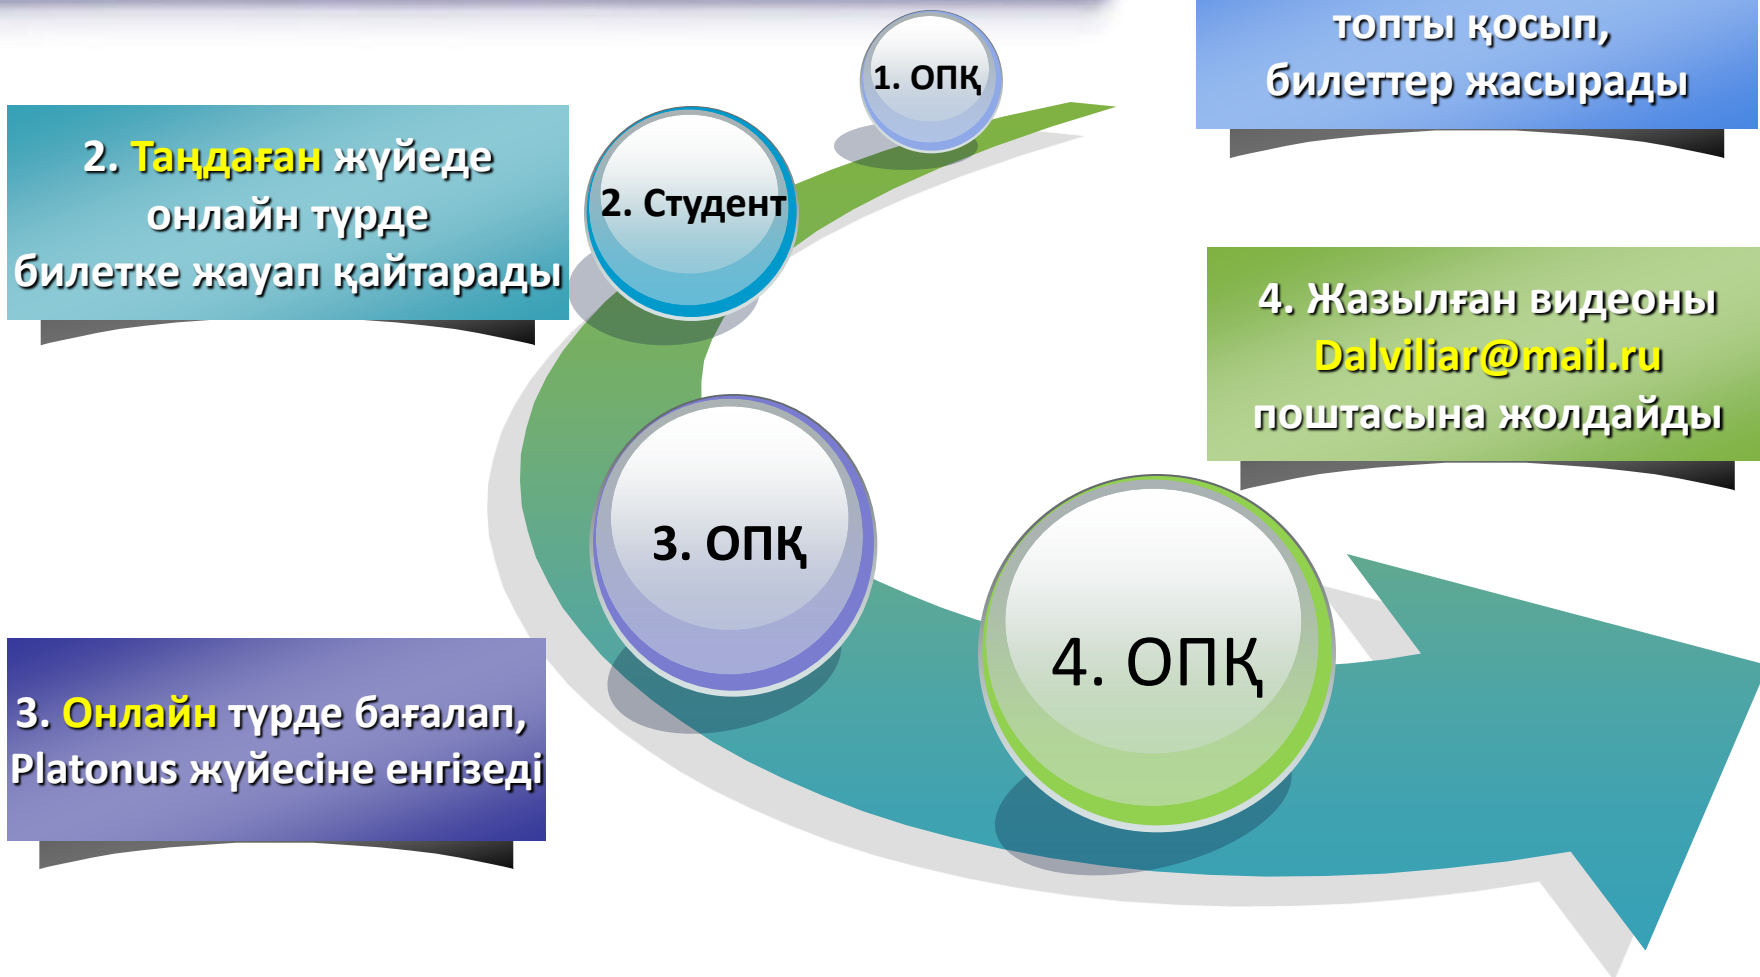 топты қосып,
билеттер жасырады
1. ОПҚ
2. Таңдаған жүйеде
онлайн түрде
билетке жауап қайтарады
2. Студент
4. Жазылған видеоны
Dalviliar@mail.ru
поштасына жолдайды
3. ОПҚ
4. ОПҚ
3. Онлайн түрде бағалап,
Platonus жүйесіне енгізеді